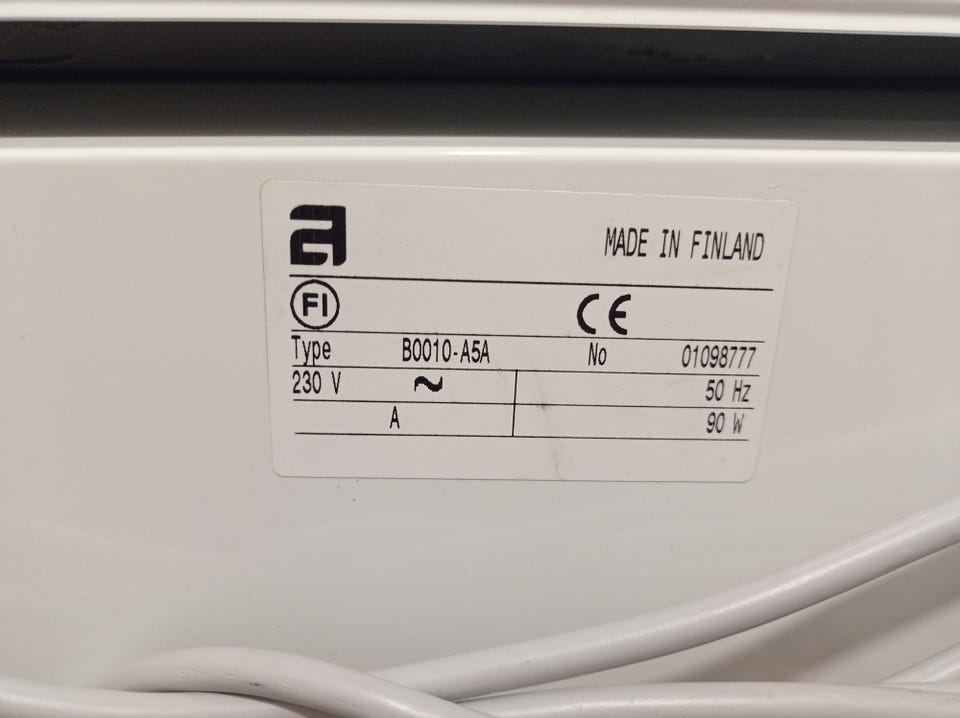 a
MADE IN FINLAND
FI
CE
Type B0010-A5A No 01098777
230 V ~ 50 Hz
A 90 W